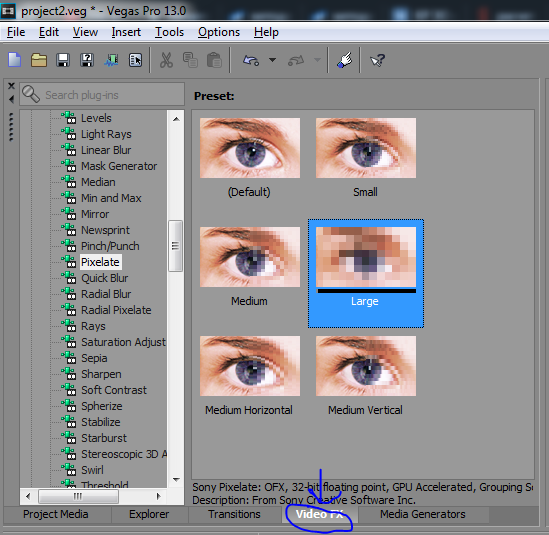 project2.veg * - Vegas Pro 13.0
File Edit View Insert Tools Options Help
Search plug-ins
Preset:
Levels
Light Rays
Linear Blur
Mask Generator
Median
Min and Max
Mirror
Newsprint
Pinch/Punch
Pixelate
Quick Blur
Radial Blur
Radial Pixelate
Rays
Saturation Adjust
Sepia
Sharpen
Soft Contrast
Spherize
Stabilize
Starburst
Stereoscopic 3D A
Swirl
Threshold
(Default) Small
Medium Large
Medium Horizontal Medium Vertical
Sony Pixelate: OFX, 32-bit floating point, GPU Accelerated, Grouping So
Description: From Sony Creative Software Inc.
Project Media Explorer Transitions Video FX Media Generators